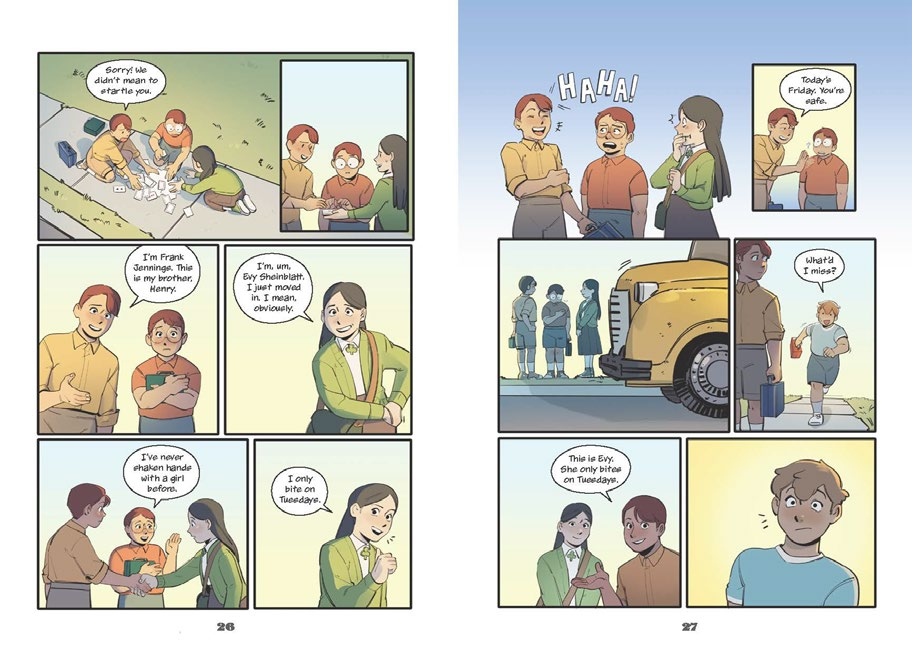 Sorry! We
didn't mean to
startle you.
I'm Frank
Jennings. This
is my brother,
Henry.
I'm, um,
Evy Sheinblatt.
I just moved
in. I mean,
obviously.
I've never
shaken hands
with a girl
before.
I only
bite on
Tuesdays.
26
HAHA!
Today's
Friday. You're
safe.
What'd
I miss?
This is Evy.
She only bites
on Tuesdays.
27